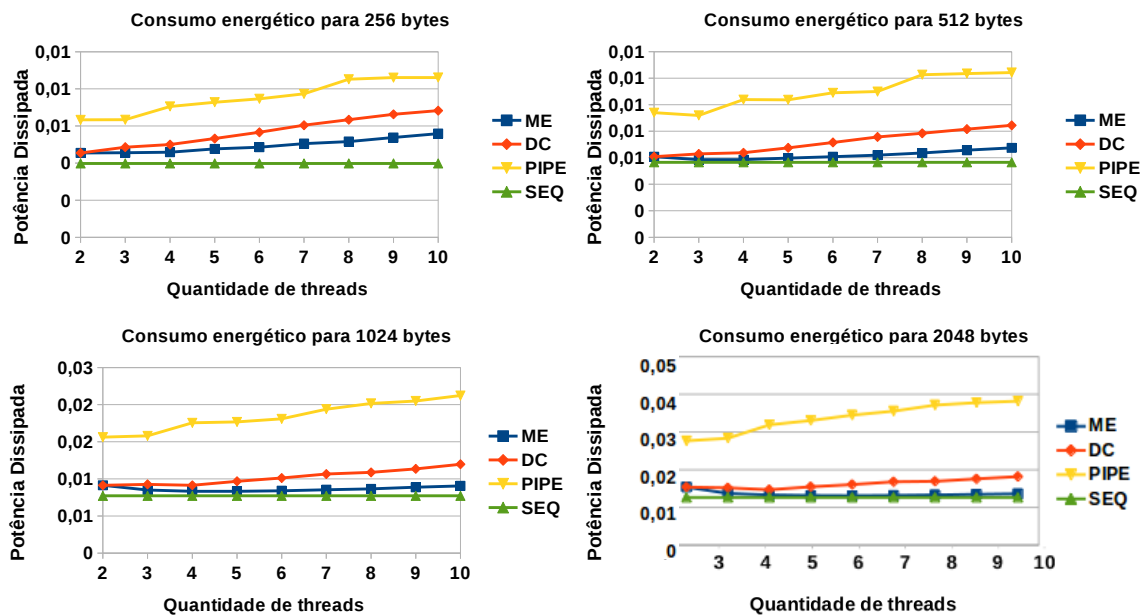 Consumo energético para 256 bytes
0,01
0,01
0,01
0
0
0
Potência Dissipada
2 3 4 5 6 7 8 9 10
Quantidade de threads
ME
DC
PIPE
SEQ
Consumo energético para 512 bytes
0,01
0,01
0,01
0,01
0,01
0
0
0
Potência Dissipada
2 3 4 5 6 7 8 9 10
Quantidade de threads
ME
DC
PIPE
SEQ
Consumo energético para 1024 bytes
0,03
0,02
0,02
0,01
0,01
0
Potência Dissipada
2 3 4 5 6 7 8 9 10
Quantidade de threads
ME
DC
PIPE
SEQ
Consumo energético para 2048 bytes
0,05
0,04
0,03
0,02
0,01
0
Potência Dissipada
2 3 4 5 6 7 8 9 10
Quantidade de threads
ME
DC
PIPE
SEQ